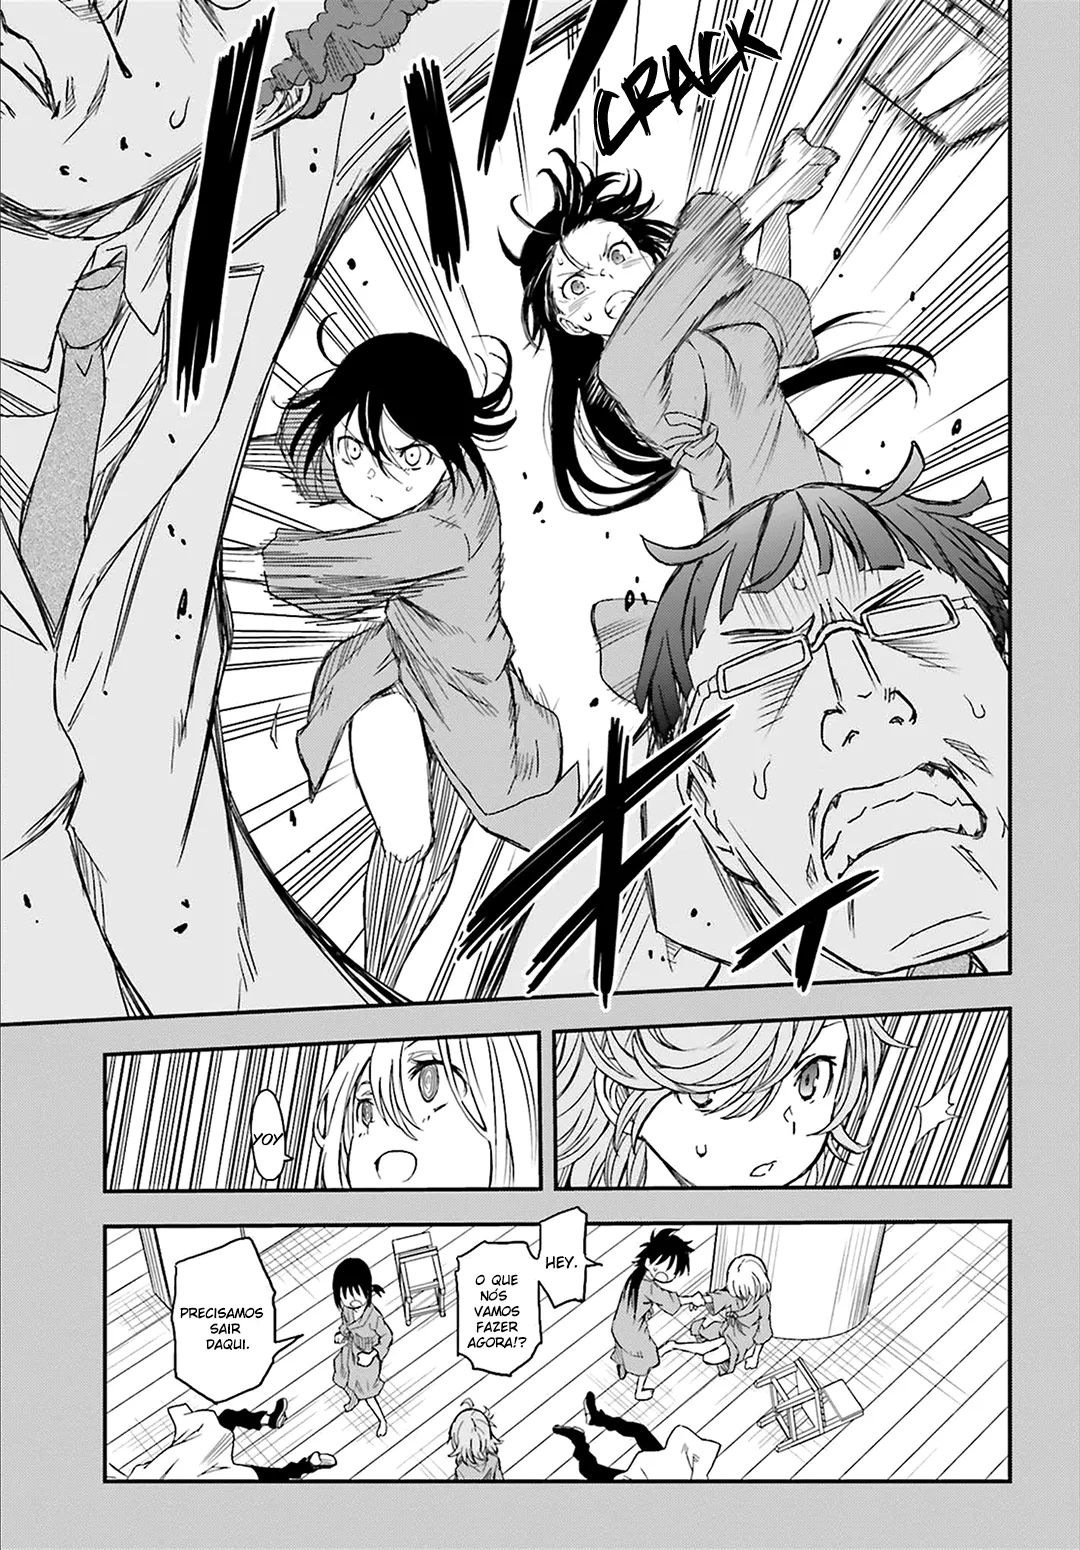 CRACK
YOY
HEY.
O QUE
NÓS
VAMOS
FAZER
AGORA!?
PRECISAMOS
SAIR
DAQUI.